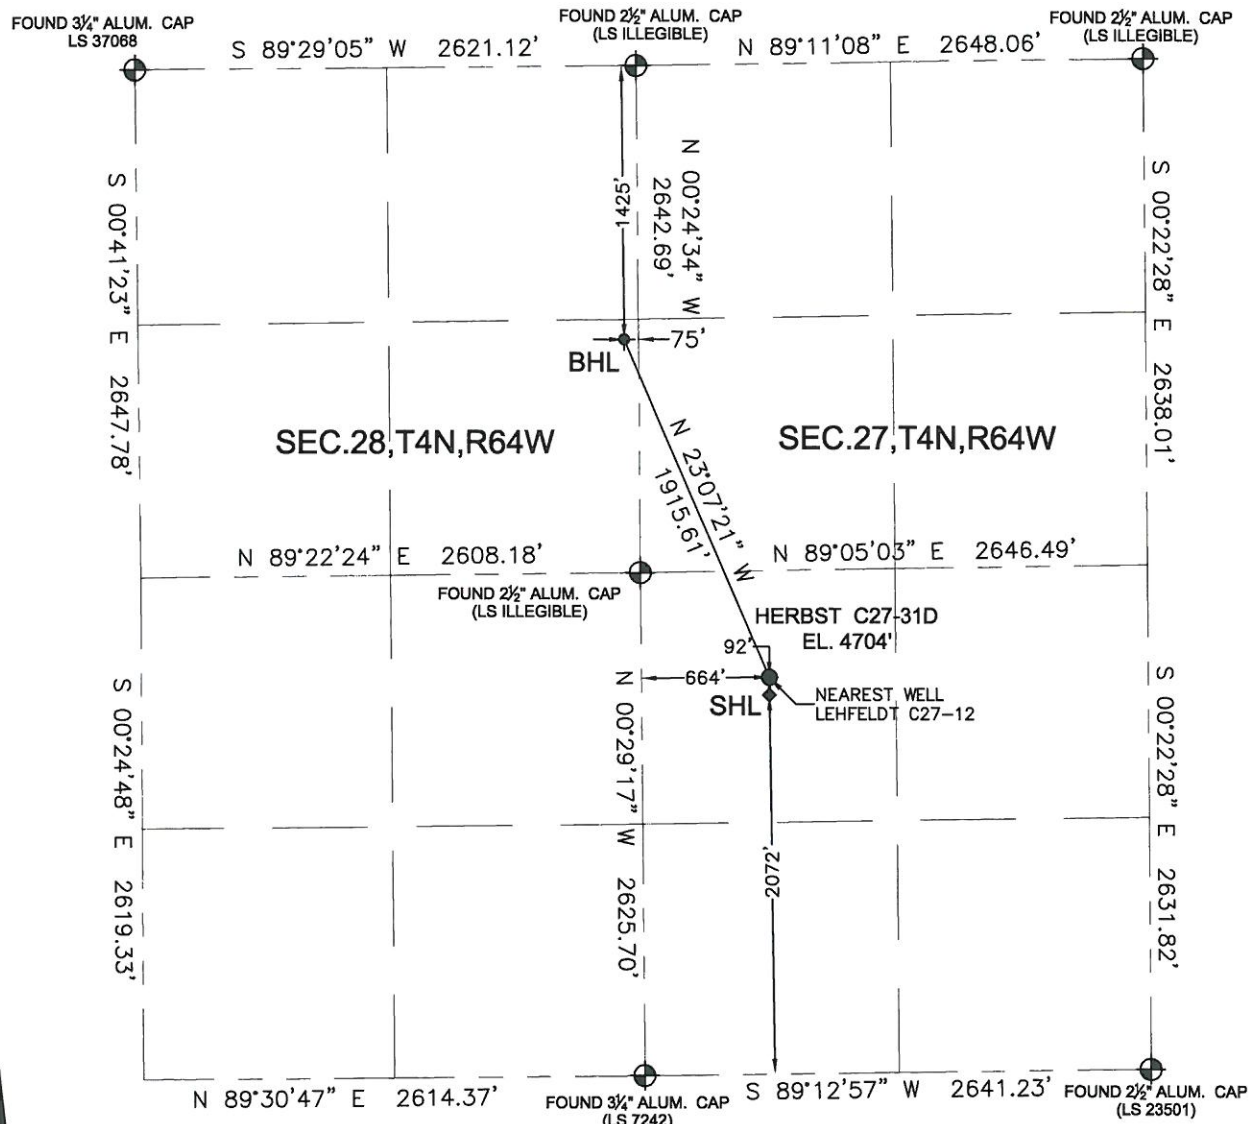 FOUND 3¼" ALUM. CAP
LS 37068
FOUND 2½" ALUM. CAP
(LS ILLEGIBLE)
FOUND 2½" ALUM. CAP
(LS ILLEGIBLE)
S 89°29'05" W 2621.12'
N 89°11'08" E 2648.06'
S 00°41'23" E 2647.78'
1425'
N 00°24'34" W
2642.69'
S 00°22'28" E 2638.01'
75'
BHL
SEC.28,T4N,R64W
SEC.27,T4N,R64W
N 23°07'21" W
1915.61'
N 89°22'24" E 2608.18'
N 89°05'03" E 2646.49'
FOUND 2½" ALUM. CAP
(LS ILLEGIBLE)
HERBST C27-31D
EL. 4704'
92'
664'
SHL
NEAREST WELL
LEHFELDT C27-12
S 00°24'48" E 2619.33'
N 00°29'17" W 2625.70'
2072'
S 00°22'28" E 2631.82'
N 89°30'47" E 2614.37'
S 89°12'57" W 2641.23'
FOUND 3¼" ALUM. CAP
(LS 7242)
FOUND 2½" ALUM. CAP
(LS 23501)